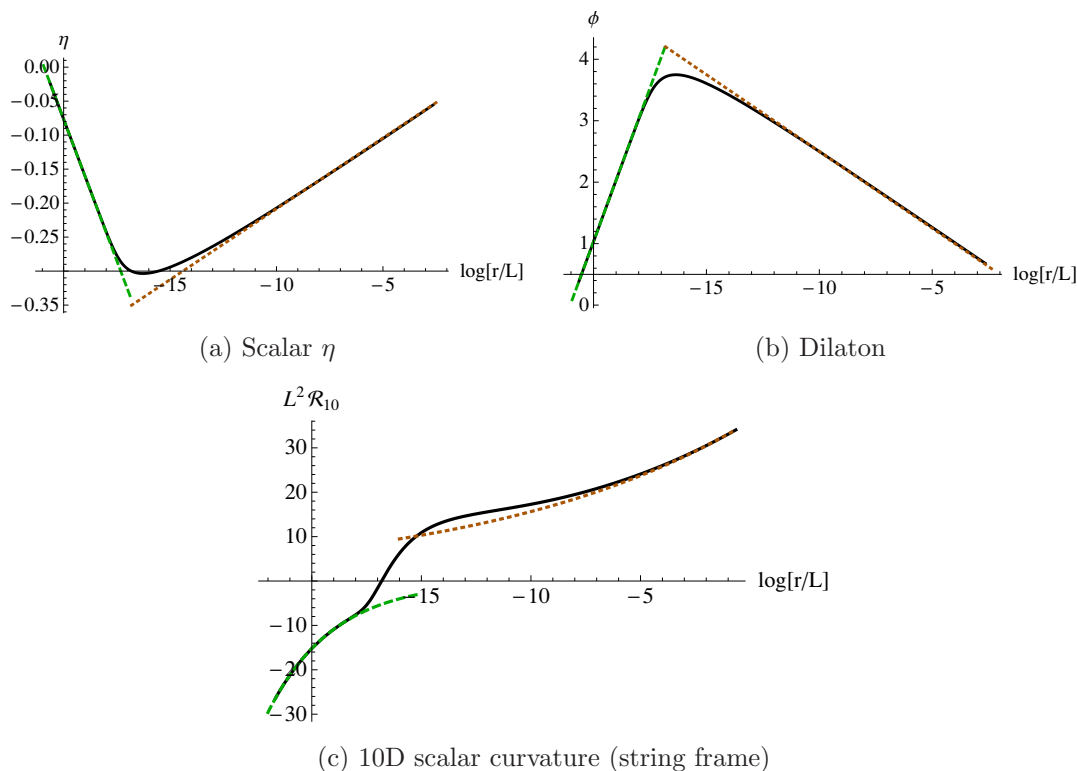 η
0.00
−0.05
−0.10
−0.15
−0.20
−0.25
−0.35
−15 −10 −5
log[r/L]
(a) Scalar η
ϕ
4
3
2
1
0
−15 −10 −5
log[r/L]
(b) Dilaton
L² R₁₀
30
20
10
−10
−20
−30
−15 −10 −5
log[r/L]
(c) 10D scalar curvature (string frame)